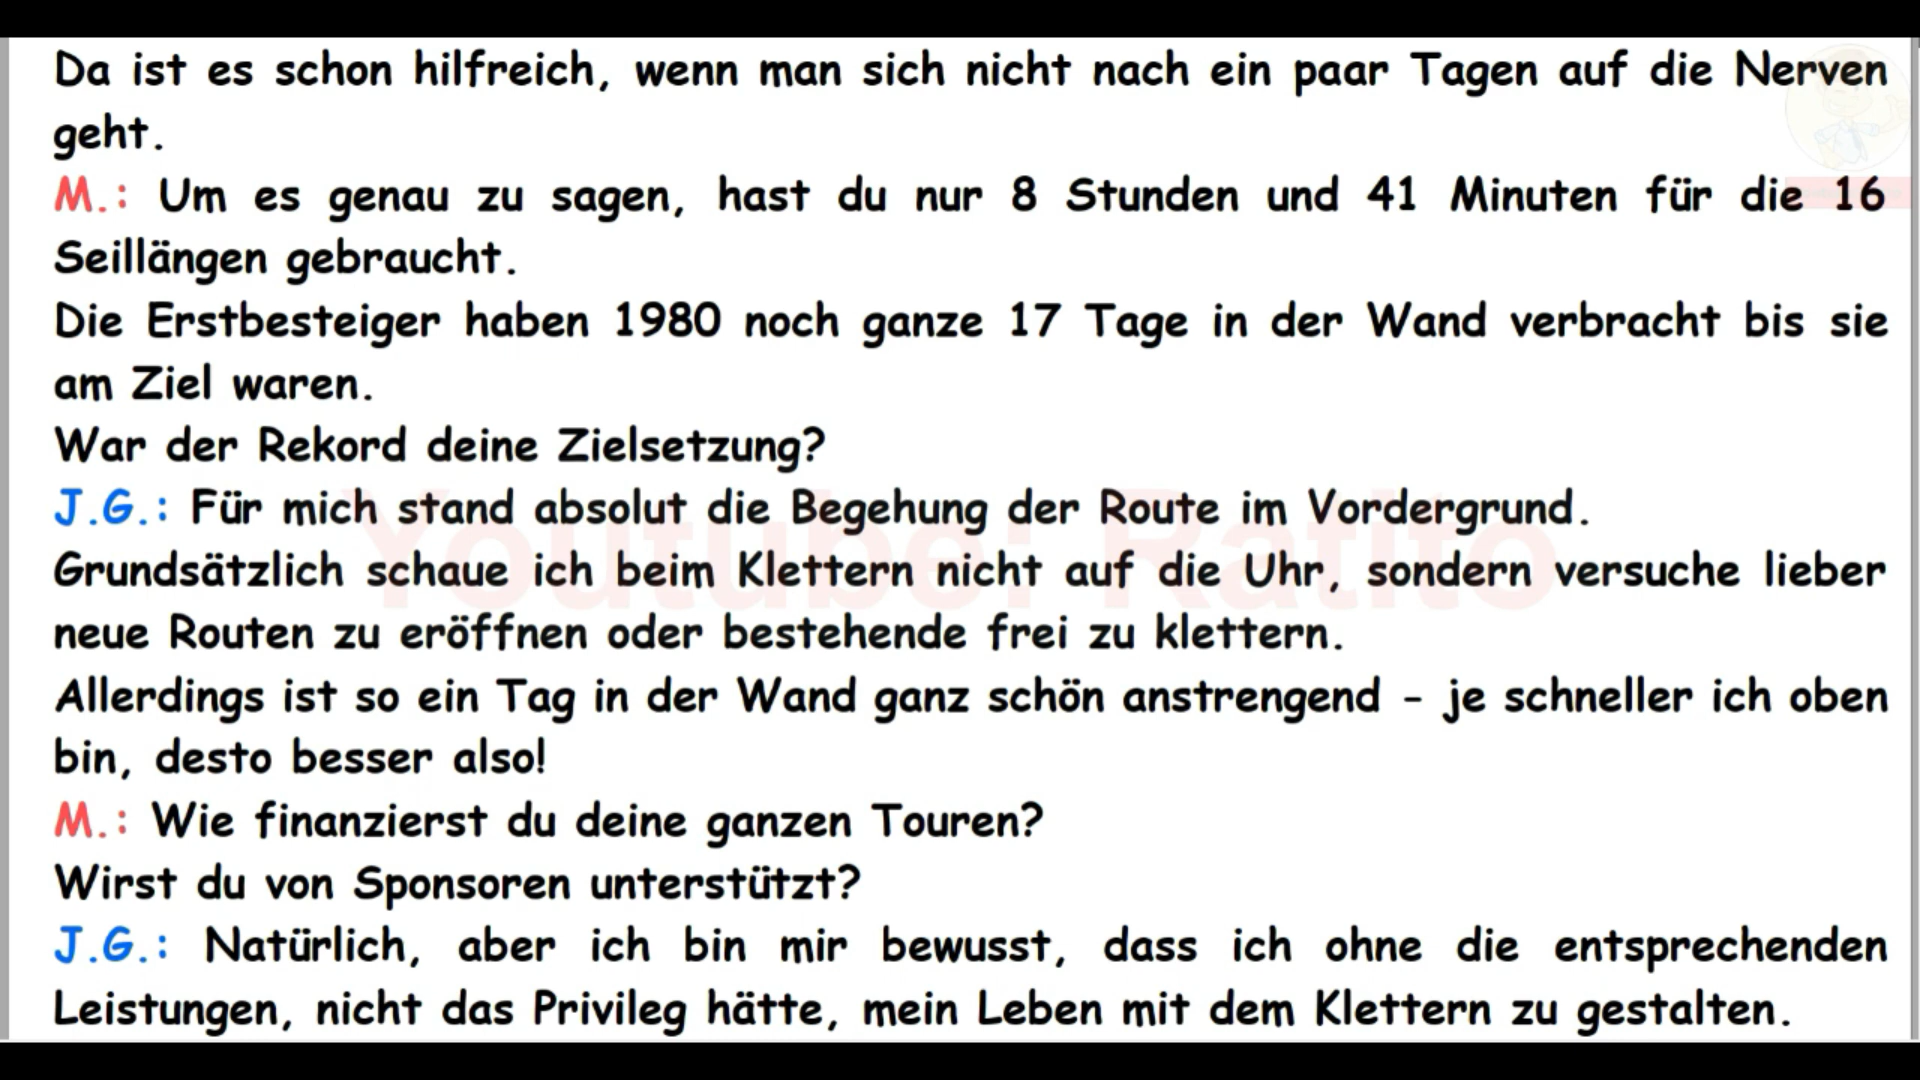 Da ist es schon hilfreich, wenn man sich nicht nach ein paar Tagen auf die Nerven
geht.
M.: Um es genau zu sagen, hast du nur 8 Stunden und 41 Minuten für die 16
Seillängen gebraucht.
Die Erstbesteiger haben 1980 noch ganze 17 Tage in der Wand verbracht bis sie
am Ziel waren.
War der Rekord deine Zielsetzung?
J.G.: Für mich stand absolut die Begehung der Route im Vordergrund.
Youtube: Ratito
Grundsätzlich schaue ich beim Klettern nicht auf die Uhr, sondern versuche lieber
neue Routen zu eröffnen oder bestehende frei zu klettern.
Allerdings ist so ein Tag in der Wand ganz schön anstrengend - je schneller ich oben
bin, desto besser also!
M.: Wie finanzierst du deine ganzen Touren?
Wirst du von Sponsoren unterstützt?
J.G.: Natürlich, aber ich bin mir bewusst, dass ich ohne die entsprechenden
Leistungen, nicht das Privileg hätte, mein Leben mit dem Klettern zu gestalten.